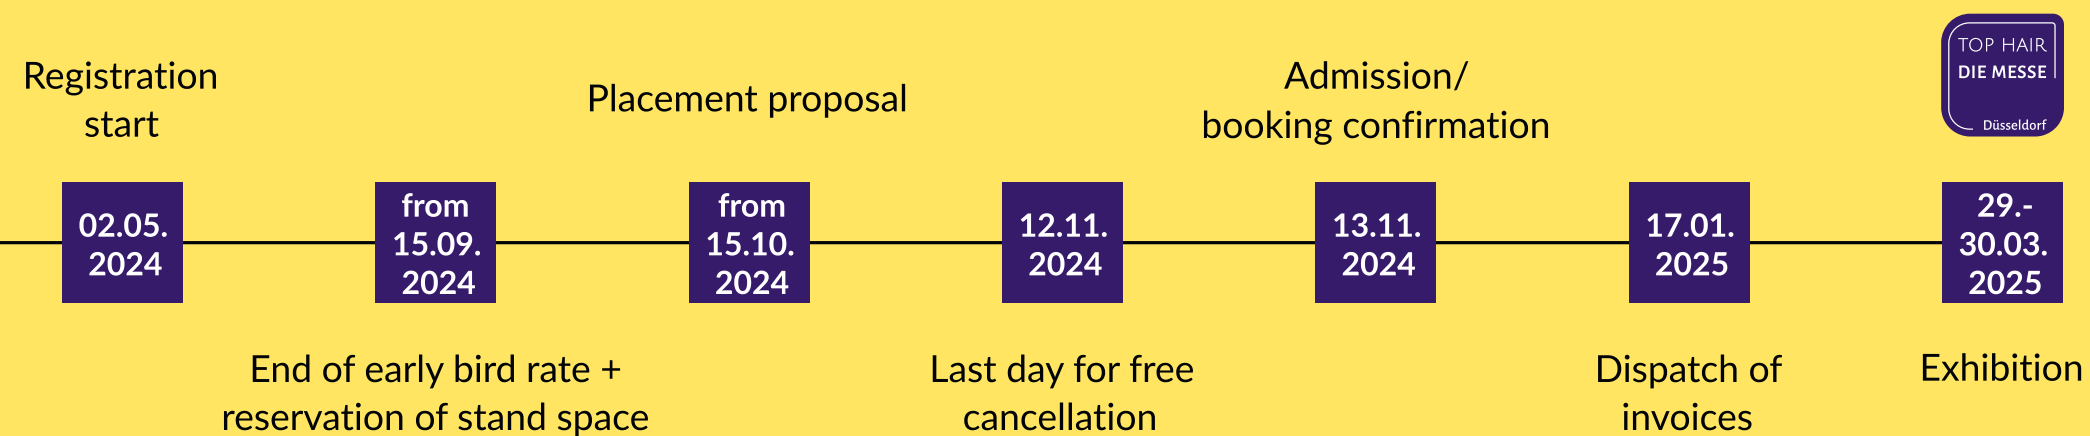 Registration
start
02.05.
2024
from
15.09.
2024
End of early bird rate +
reservation of stand space
Placement proposal
from
15.10.
2024
12.11.
2024
Last day for free
cancellation
Admission/
booking confirmation
13.11.
2024
17.01.
2025
Dispatch of
invoices
TOP HAIR
DIE MESSE
Düsseldorf
29.-
30.03.
2025
Exhibition